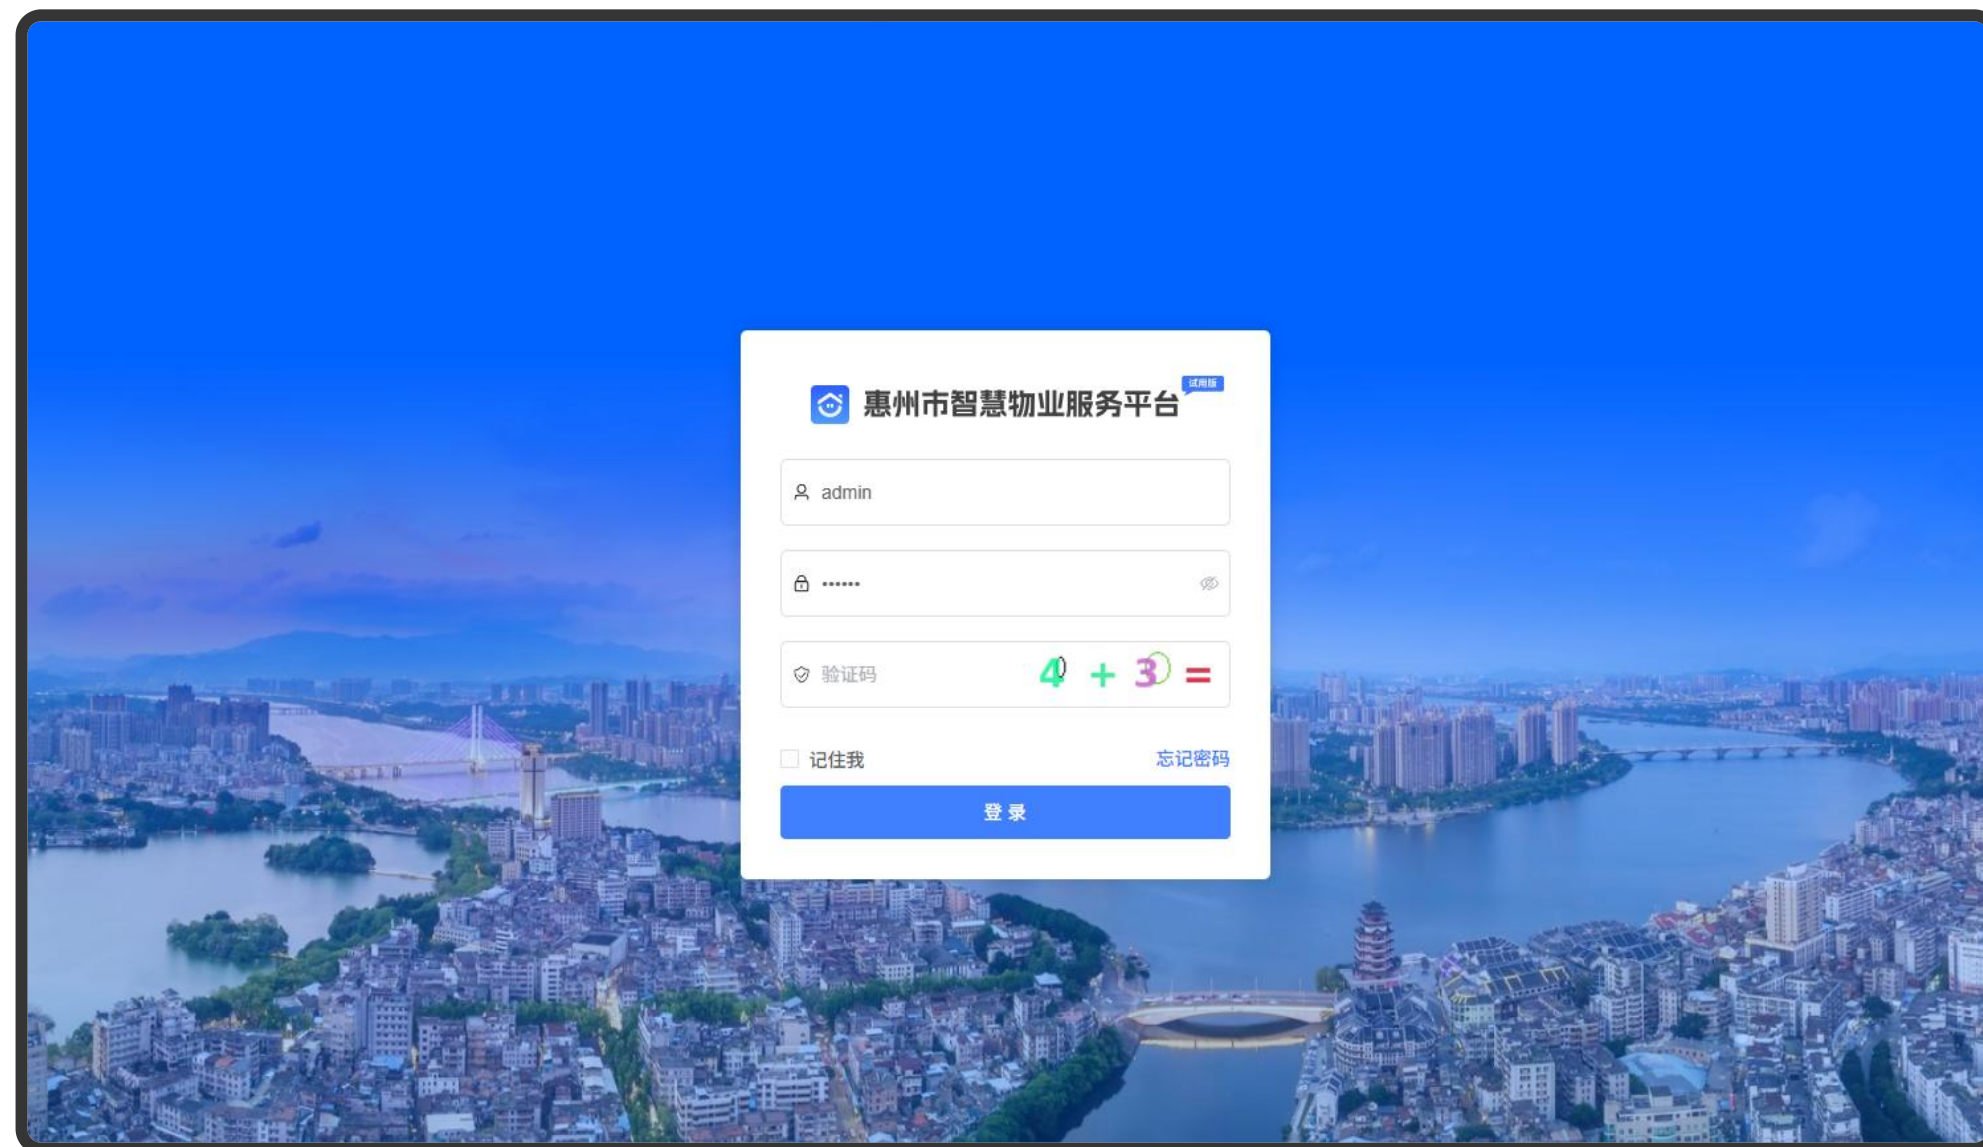 惠州市智慧物业服务平台 试用版
admin
••••••
验证码 4 + 3 =
记住我 忘记密码
登录